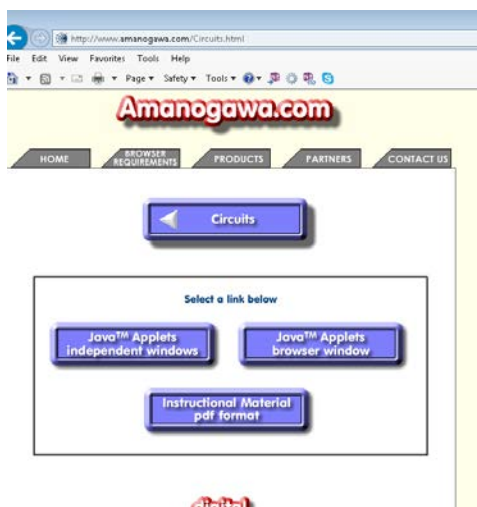 http://www.amanogawa.com/Circuits.html
File Edit View Favorites Tools Help
Page Safety Tools
Amanogawa.com
HOME BROWSER REQUIREMENTS PRODUCTS PARTNERS CONTACT US
Circuits
Select a link below
Java™ Applets independent windows
Java™ Applets browser window
Instructional Material
pdf format
digital